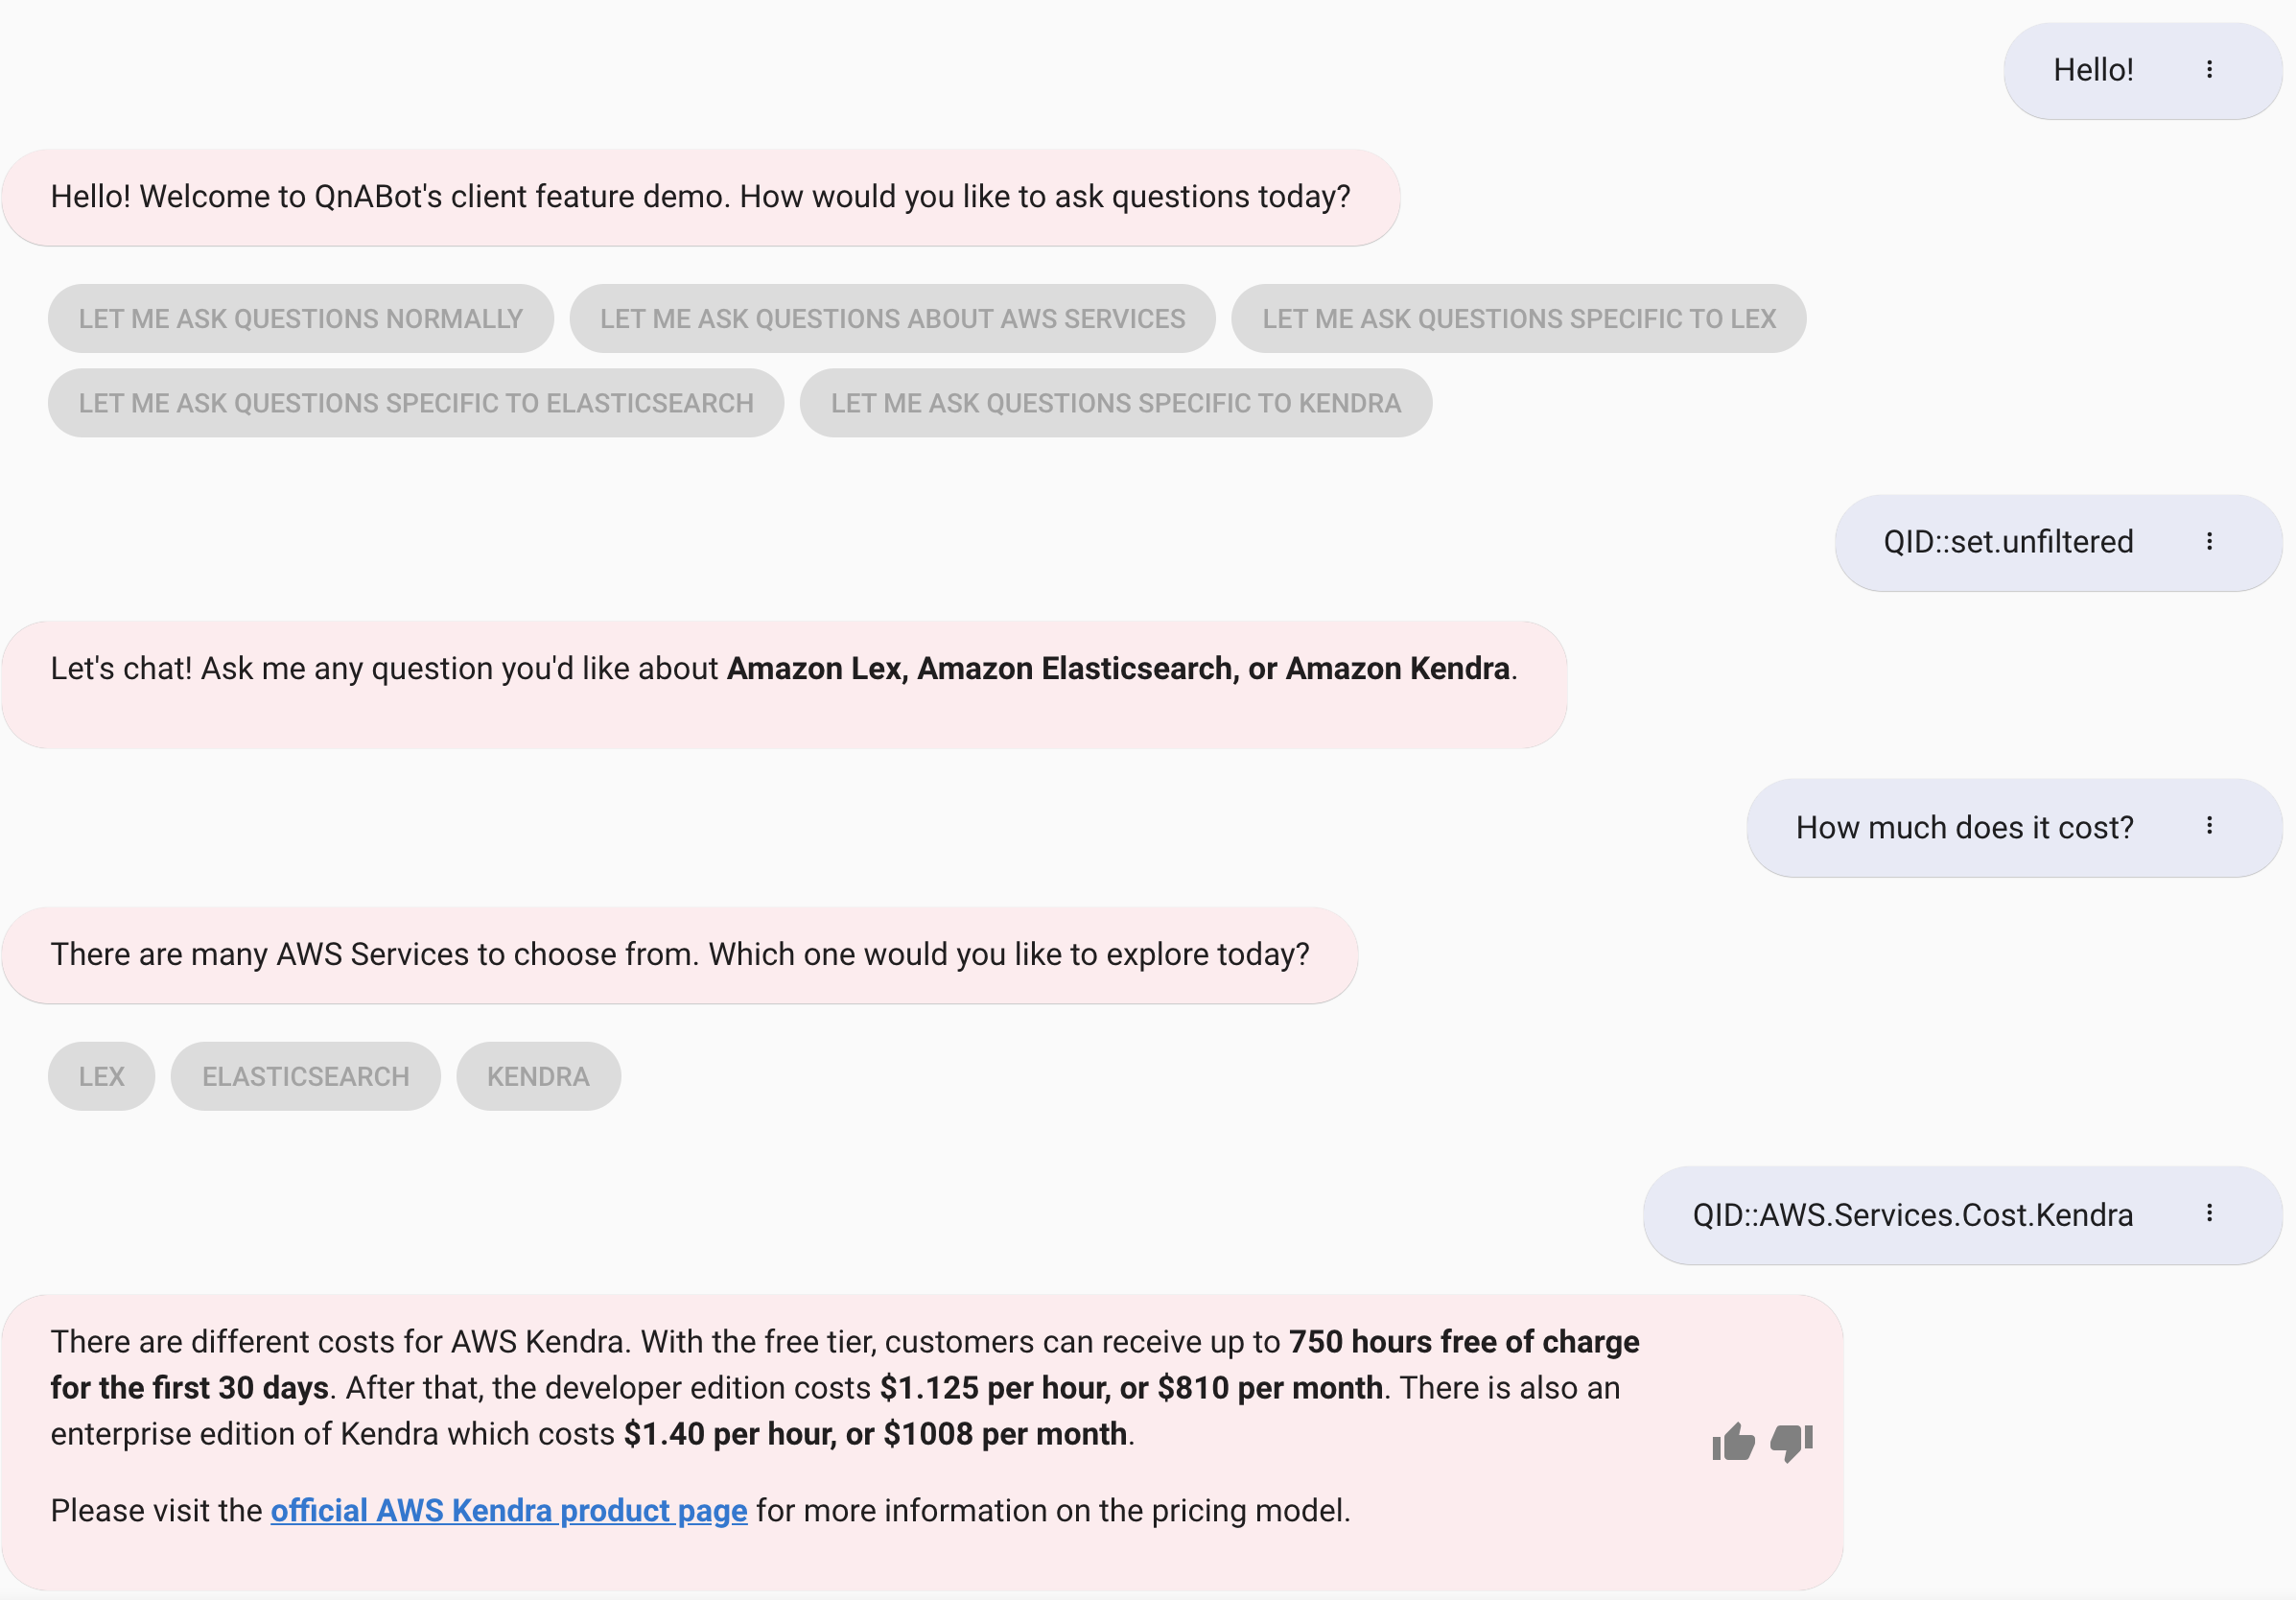 Hello!
Hello! Welcome to QnABot's client feature demo. How would you like to ask questions today?
LET ME ASK QUESTIONS NORMALLY
LET ME ASK QUESTIONS ABOUT AWS SERVICES
LET ME ASK QUESTIONS SPECIFIC TO LEX
LET ME ASK QUESTIONS SPECIFIC TO ELASTICSEARCH
LET ME ASK QUESTIONS SPECIFIC TO KENDRA
QID::set.unfiltered
Let's chat! Ask me any question you'd like about Amazon Lex, Amazon Elasticsearch, or Amazon Kendra.
How much does it cost?
There are many AWS Services to choose from. Which one would you like to explore today?
LEX
ELASTICSEARCH
KENDRA
QID::AWS.Services.Cost.Kendra
There are different costs for AWS Kendra. With the free tier, customers can receive up to 750 hours free of charge
for the first 30 days. After that, the developer edition costs $1.125 per hour, or $810 per month. There is also an
enterprise edition of Kendra which costs $1.40 per hour, or $1008 per month.
Please visit the official AWS Kendra product page for more information on the pricing model.